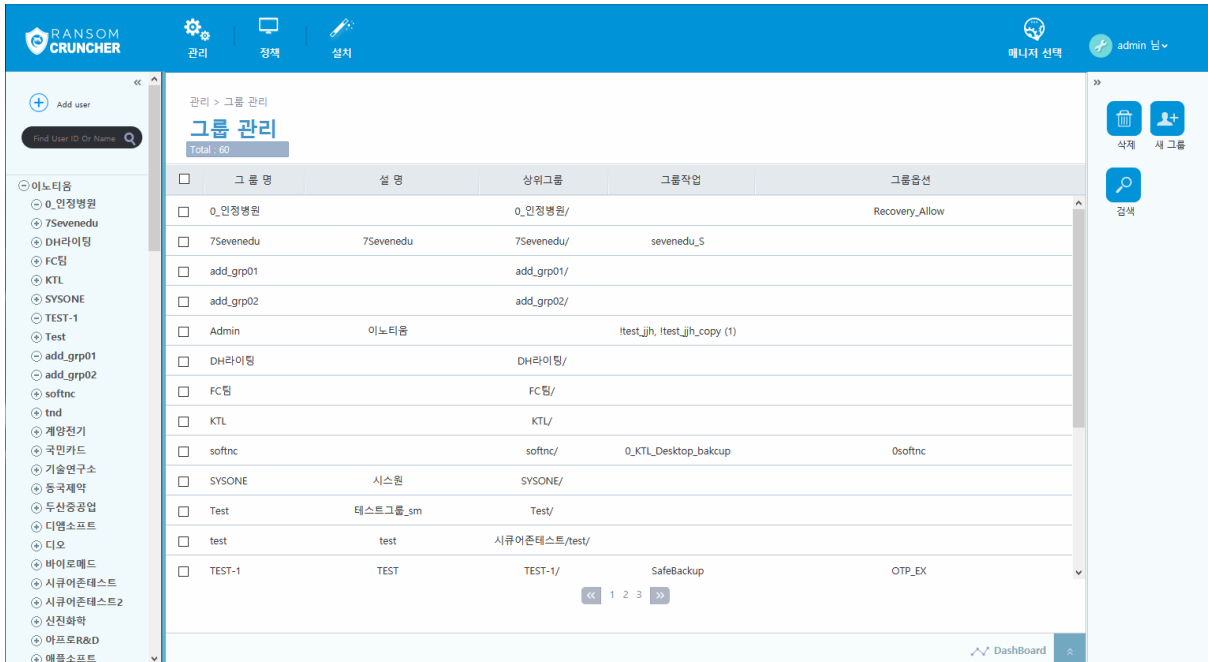 RANSOM
CRUNCHER
관리
정책
설치
매니저 선택
admin 님
Add user
Find User ID Or Name
이노티움
0_인정병원
7Sevenedu
DH라이팅
FC팀
KTL
SYSONE
TEST-1
Test
add_grp01
add_grp02
softnc
tnd
계양전기
국민카드
기술연구소
동국제약
두산중공업
디앰소프트
디오
바이로메드
시큐어존테스트
시큐어존테스트2
신진화학
아프로R&D
애플소프트
관리 > 그룹 관리
그룹 관리
Total : 60
그 룹 명 설 명 상위그룹 그룹작업 그룹옵션
0_인정병원 0_인정병원/ Recovery_Allow
7Sevenedu 7Sevenedu 7Sevenedu/ sevenedu_S
add_grp01 add_grp01/
add_grp02 add_grp02/
Admin 이노티움 !test_jjh, !test_jjh_copy (1)
DH라이팅 DH라이팅/
FC팀 FC팀/
KTL KTL/
softnc softnc/ 0_KTL_Desktop_bakcup 0softnc
SYSONE 시스원 SYSONE/
Test 테스트그룹_sm Test/
test test 시큐어존테스트/test/
TEST-1 TEST TEST-1/ SafeBackup OTP_EX
« 1 2 3 »
DashBoard
삭제 새 그룹
검색